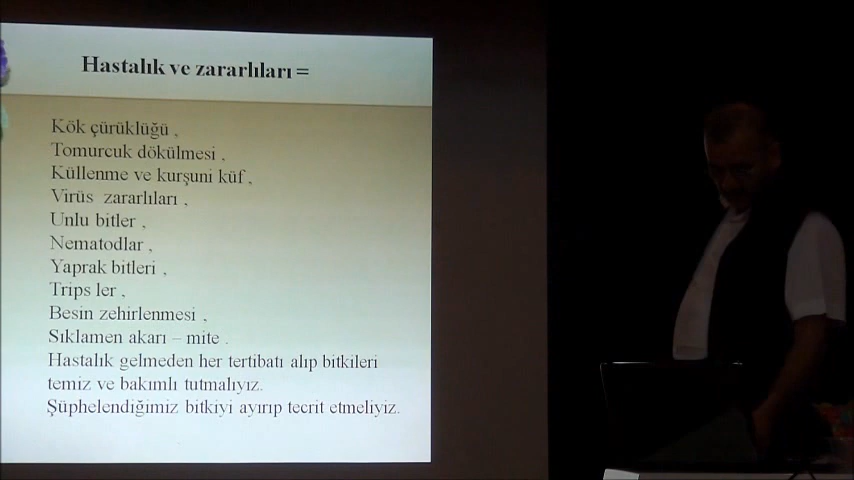 Hastalık ve zararlıları =
Kök çürüklüğü ,
Tomurcuk dökülmesi ,
Küllenme ve kurşuni küf ,
Virüs zararlıları ,
Unlu bitler ,
Nematodlar ,
Yaprak bitleri ,
Trips ler ,
Besin zehirlenmesi ,
Sıklamen akarı – mite .
Hastalık gelmeden her tertibatı alıp bitkileri
temiz ve bakımlı tutmalıyız.
Şüphelendiğimiz bitkiyi ayırıp tecrit etmeliyiz.